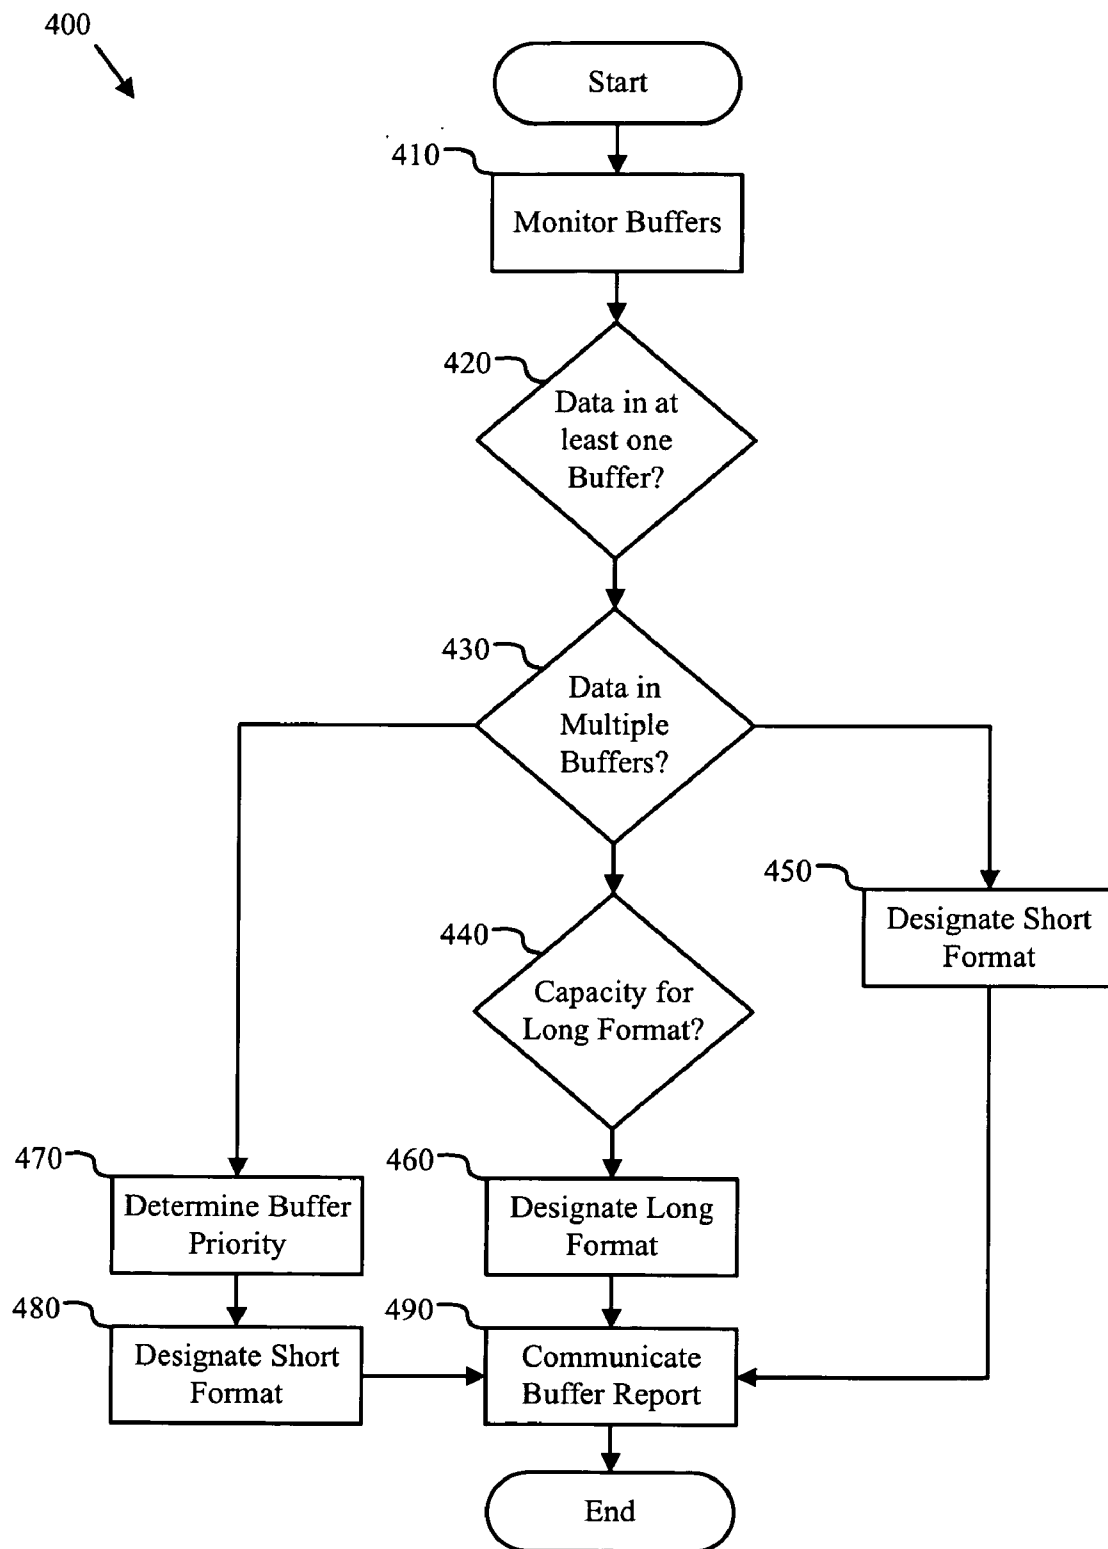 400
Start
410
Monitor Buffers
420
Data in at
least one
Buffer?
430
Data in
Multiple
Buffers?
440
Capacity for
Long Format?
450
Designate Short
Format
470
Determine Buffer
Priority
460
Designate Long
Format
480
Designate Short
Format
490
Communicate
Buffer Report
End